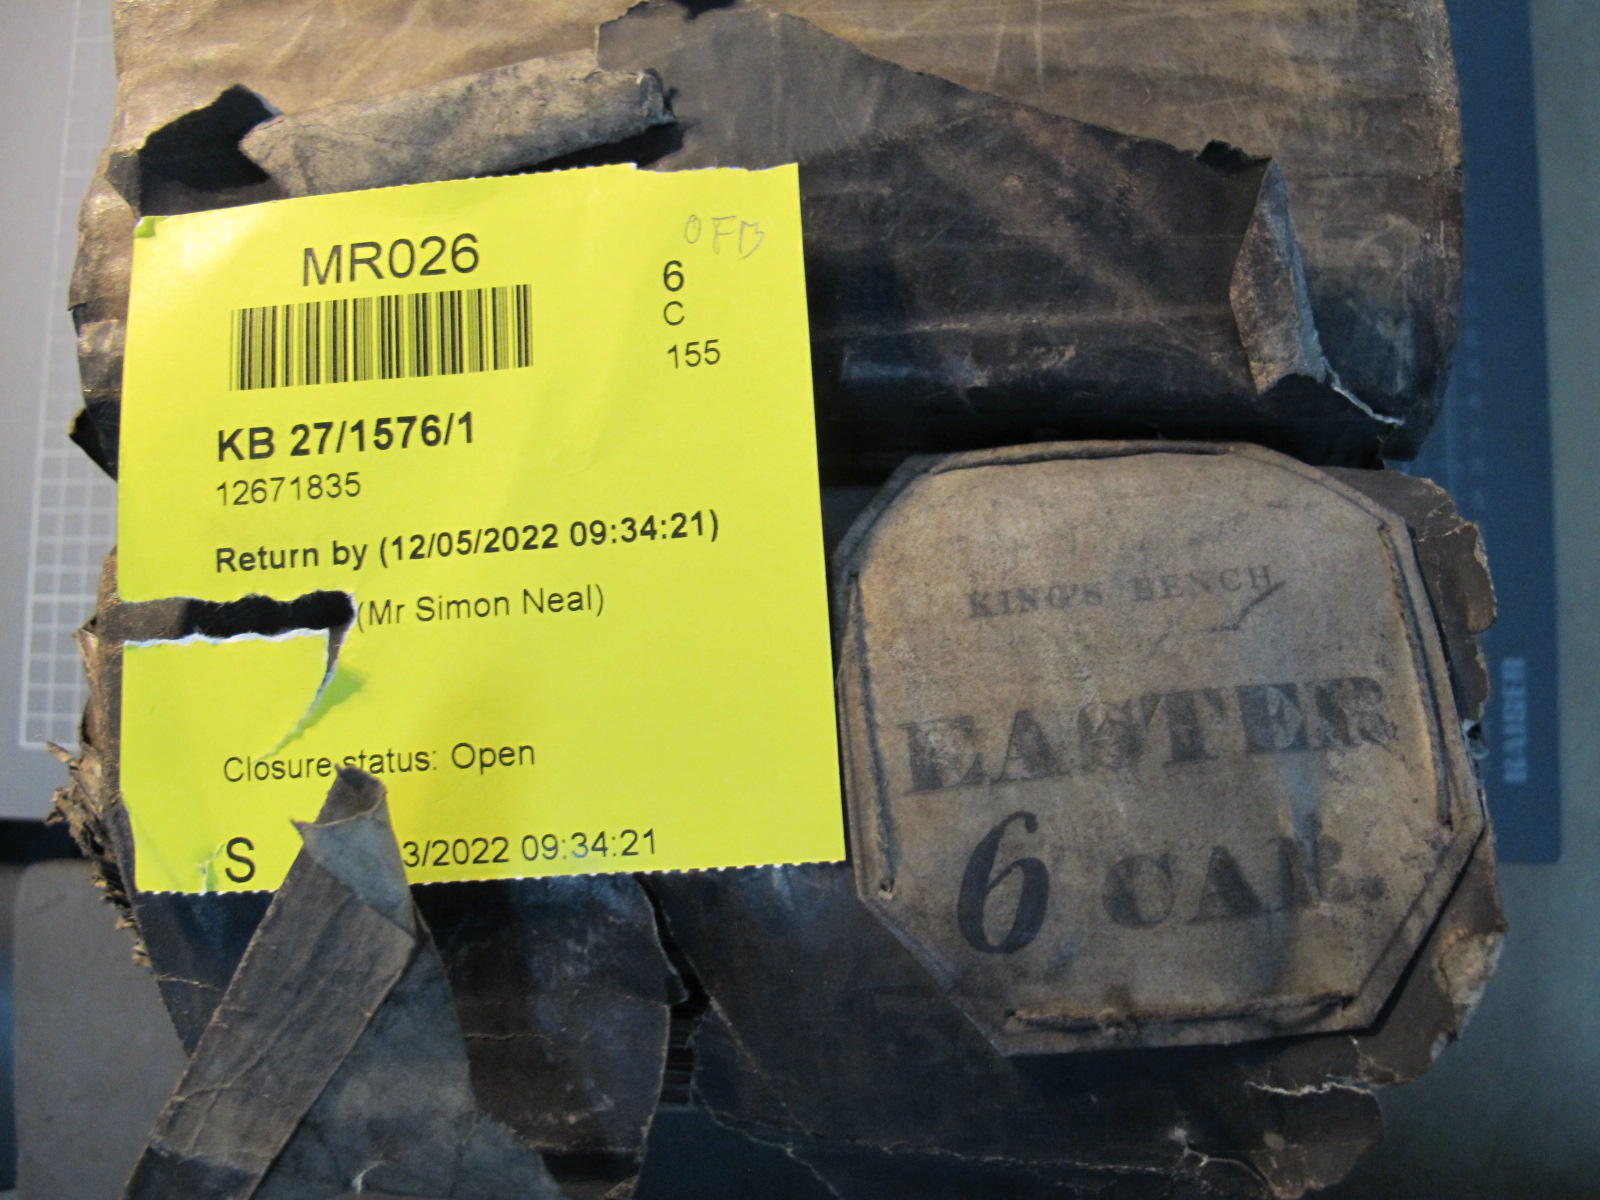 OFB
MR026
6
C
155
KB 27/1576/1
12671835
Return by (12/05/2022 09:34:21)
(Mr Simon Neal)
Closure status: Open
S
3/2022 09:34:21
KING'S BENCH
EASTER
6 CAR.
KAISER